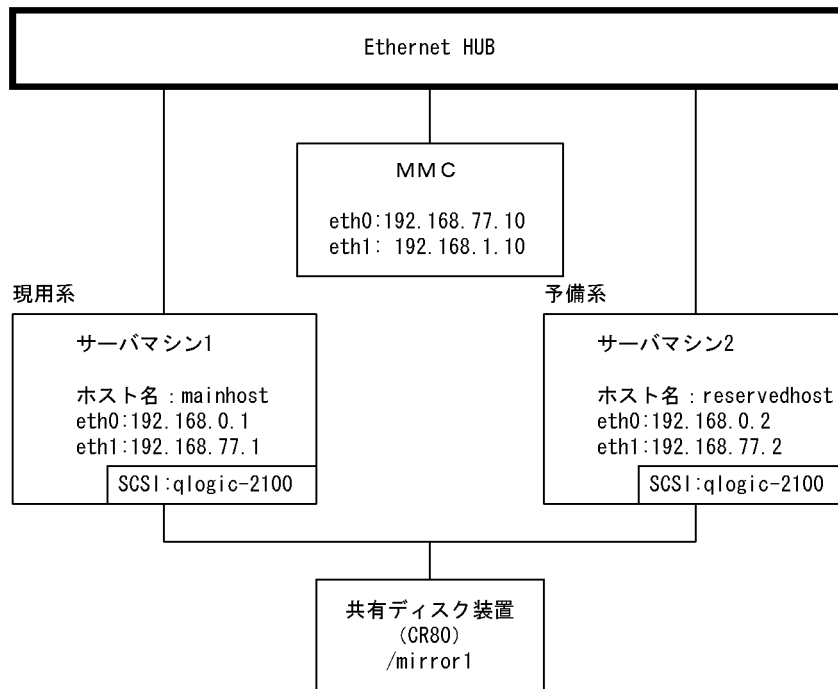 Ethernet HUB
MMC
eth0:192.168.77.10
eth1: 192.168.1.10
現用系
サーバマシン1
ホスト名：mainhost
eth0:192.168.0.1
eth1:192.168.77.1
SCSI:qlogic-2100
予備系
サーバマシン2
ホスト名：reservedhost
eth0:192.168.0.2
eth1:192.168.77.2
SCSI:qlogic-2100
共有ディスク装置
(CR80)
/mirror1